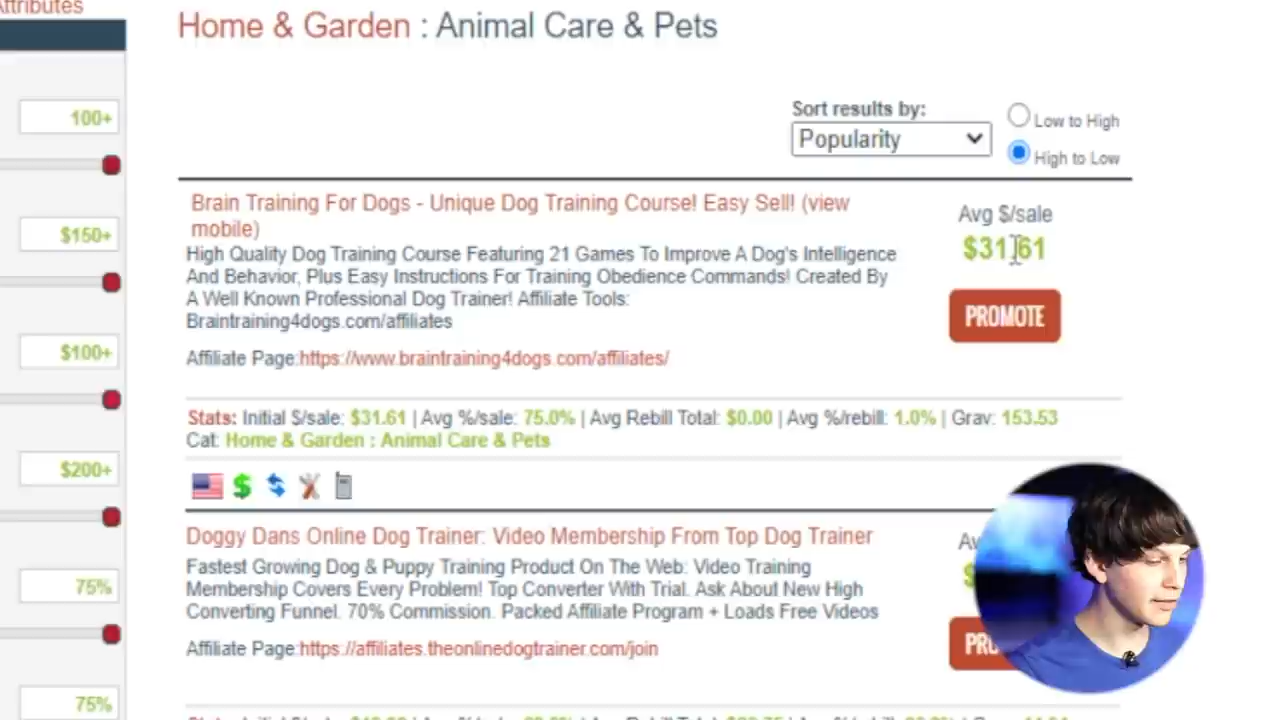 Attributes
Home & Garden : Animal Care & Pets
100+
$150+
$100+
$200+
75%
75%
Sort results by:
Popularity
Low to High
High to Low
Brain Training For Dogs - Unique Dog Training Course! Easy Sell! (view
mobile)
High Quality Dog Training Course Featuring 21 Games To Improve A Dog's Intelligence
And Behavior, Plus Easy Instructions For Training Obedience Commands! Created By
A Well Known Professional Dog Trainer! Affiliate Tools:
Braintraining4dogs.com/affiliates
Affiliate Page:https://www.braintraining4dogs.com/affiliates/
Avg $/sale
$31.61
PROMOTE
Stats: Initial $/sale: $31.61 | Avg %/sale: 75.0% | Avg Rebill Total: $0.00 | Avg %/rebill: 1.0% | Grav: 153.53
Cat: Home & Garden : Animal Care & Pets
Doggy Dans Online Dog Trainer: Video Membership From Top Dog Trainer
Fastest Growing Dog & Puppy Training Product On The Web: Video Training
Membership Covers Every Problem! Top Converter With Trial. Ask About New High
Converting Funnel. 70% Commission. Packed Affiliate Program + Loads Free Videos
Affiliate Page:https://affiliates.theonlinedogtrainer.com/join